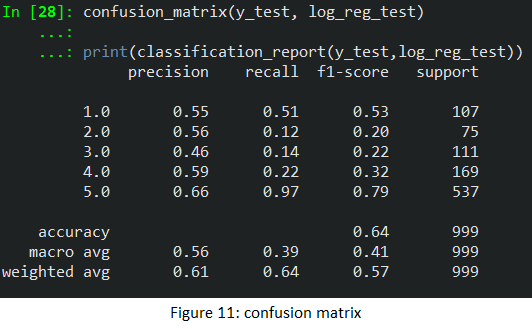 In [28]: confusion_matrix(y_test, log_reg_test)
...:
...: print(classification_report(y_test,log_reg_test))
precision recall f1-score support
1.0 0.55 0.51 0.53 107
2.0 0.56 0.12 0.20 75
3.0 0.46 0.14 0.22 111
4.0 0.59 0.22 0.32 169
5.0 0.66 0.97 0.79 537
accuracy 0.64 999
macro avg 0.56 0.39 0.41 999
weighted avg 0.61 0.64 0.57 999
Figure 11: confusion matrix